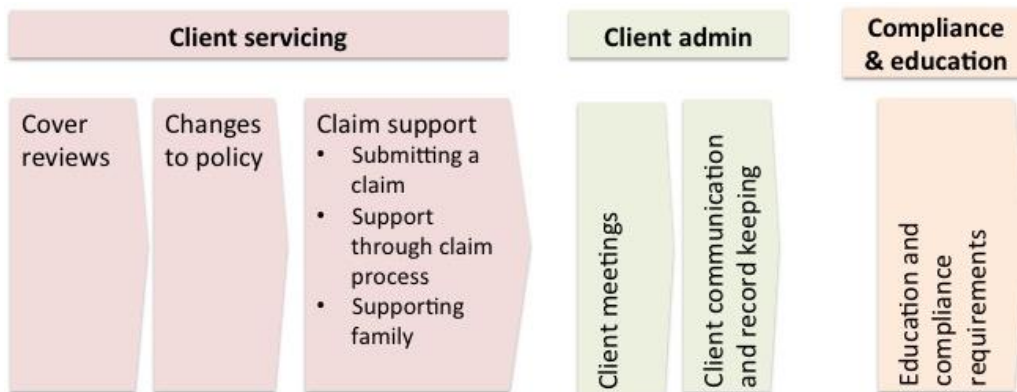 Client servicing
Client admin
Compliance
& education
Cover
reviews
Changes
to policy
Claim support
• Submitting a
claim
• Support
through claim
process
• Supporting
family
Client meetings
Client communication
and record keeping
Education and
compliance
requirements